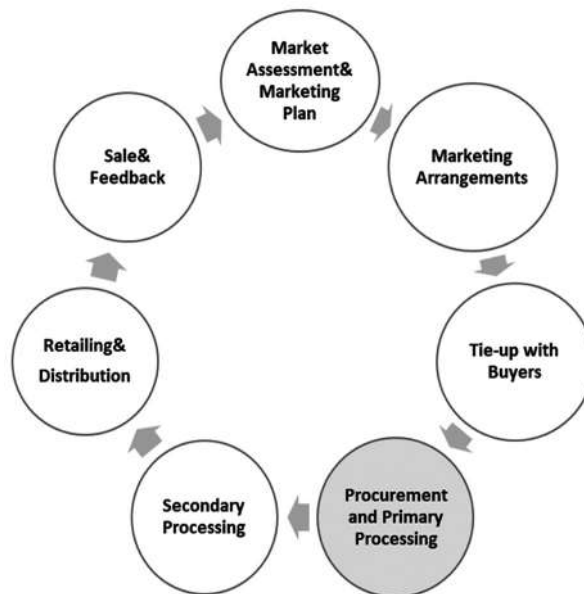 Market
Assessment&
Marketing
Plan
Marketing
Arrangements
Tie-up with
Buyers
Procurement
and Primary
Processing
Secondary
Processing
Retailing&
Distribution
Sale&
Feedback